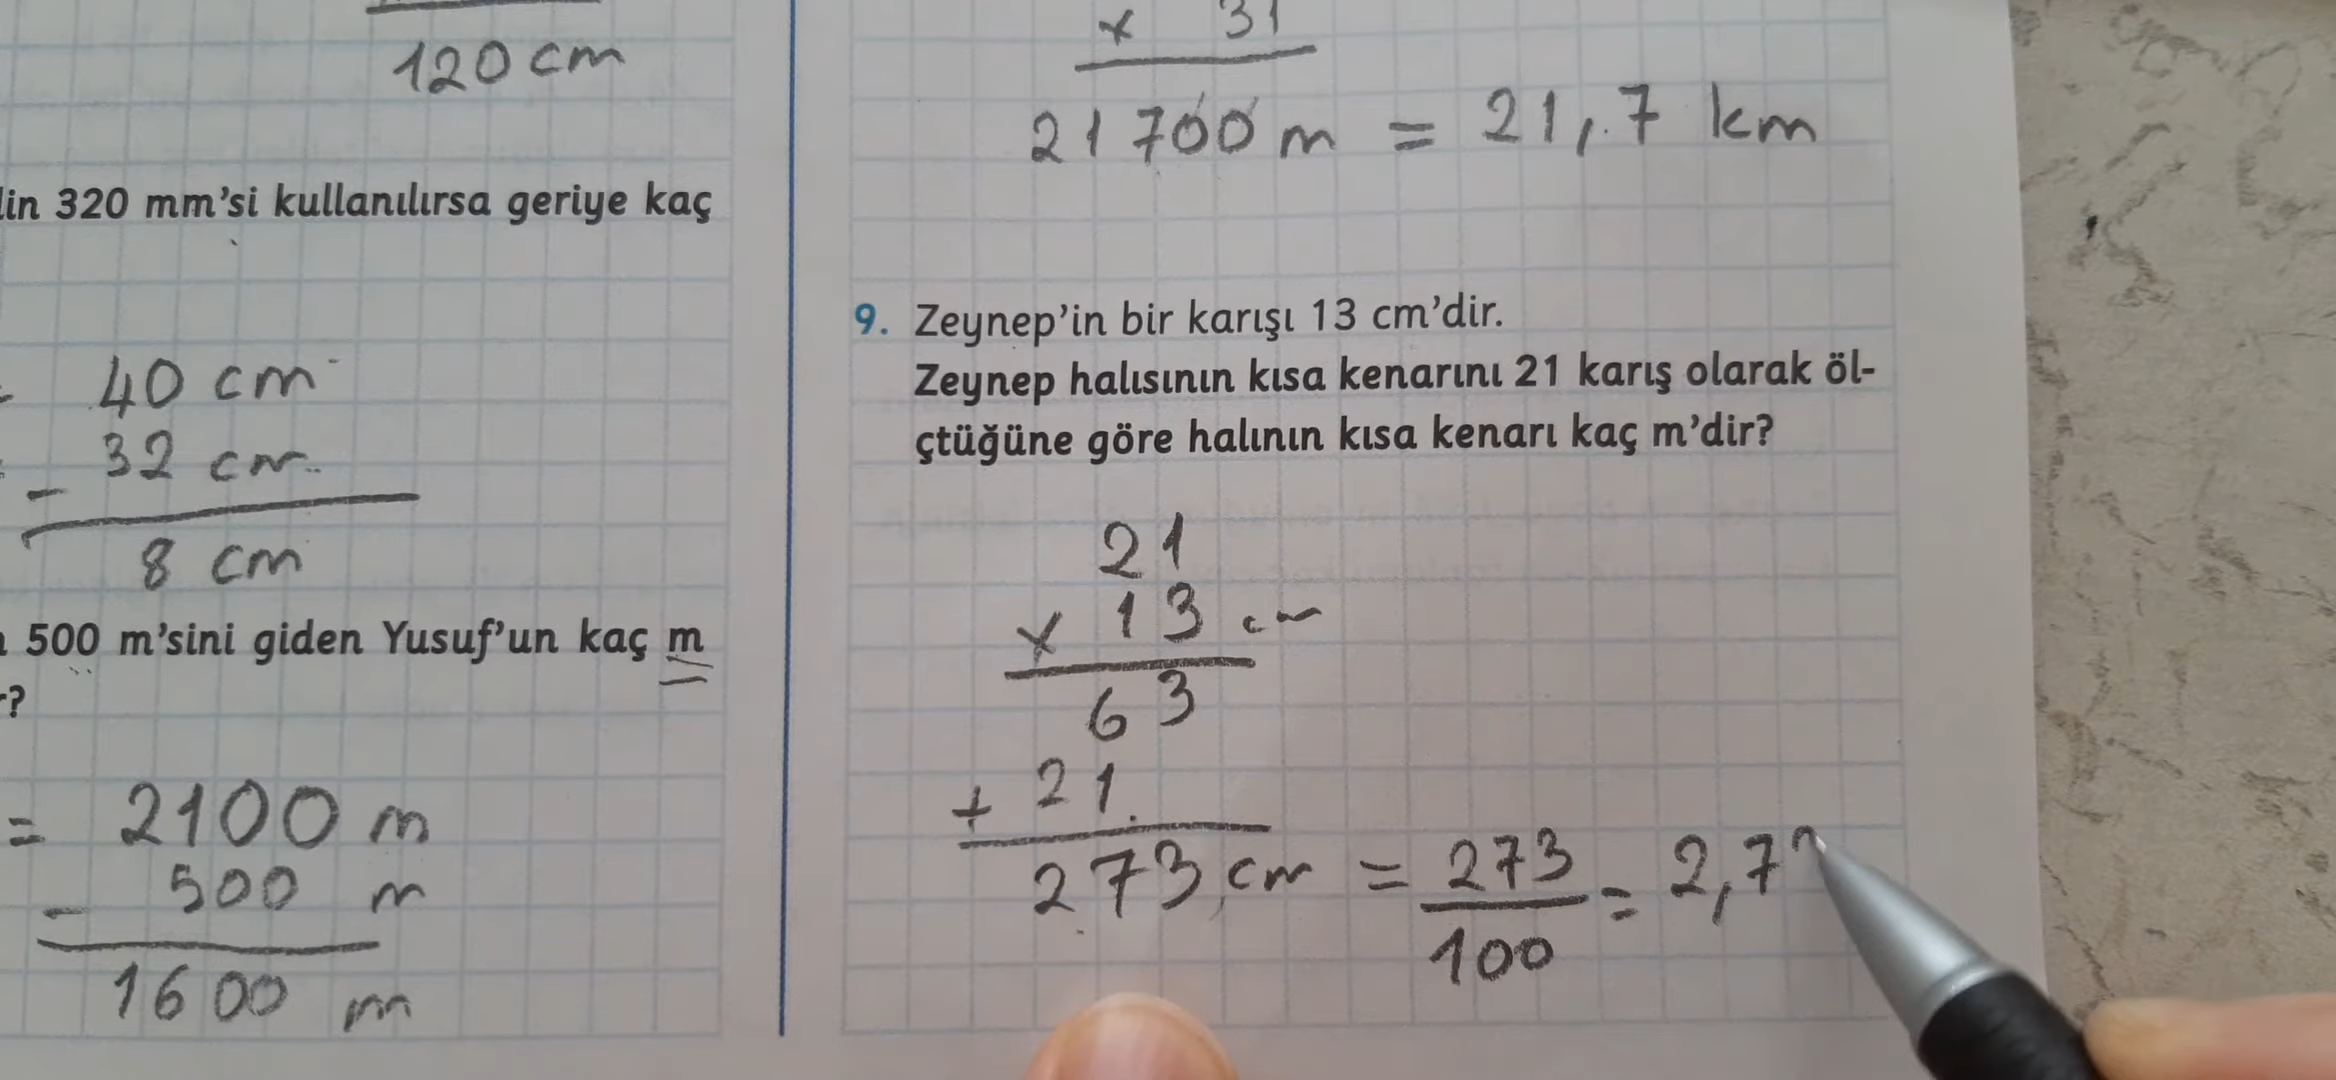 120 cm
lin 320 mm'si kullanılırsa geriye kaç
40 cm
- 32 cm
8 cm
500 m'sini giden Yusuf'un kaç m
r?
= 2100 m
- 500 m
1600 m
x 31
21700 m = 21,7 km
9. Zeynep'in bir karışı 13 cm'dir.
Zeynep halısının kısa kenarını 21 karış olarak öl-
çtüğüne göre halının kısa kenarı kaç m'dir?
21
x 13 cm
63
+ 21.
273, cm = 273/100 = 2,7